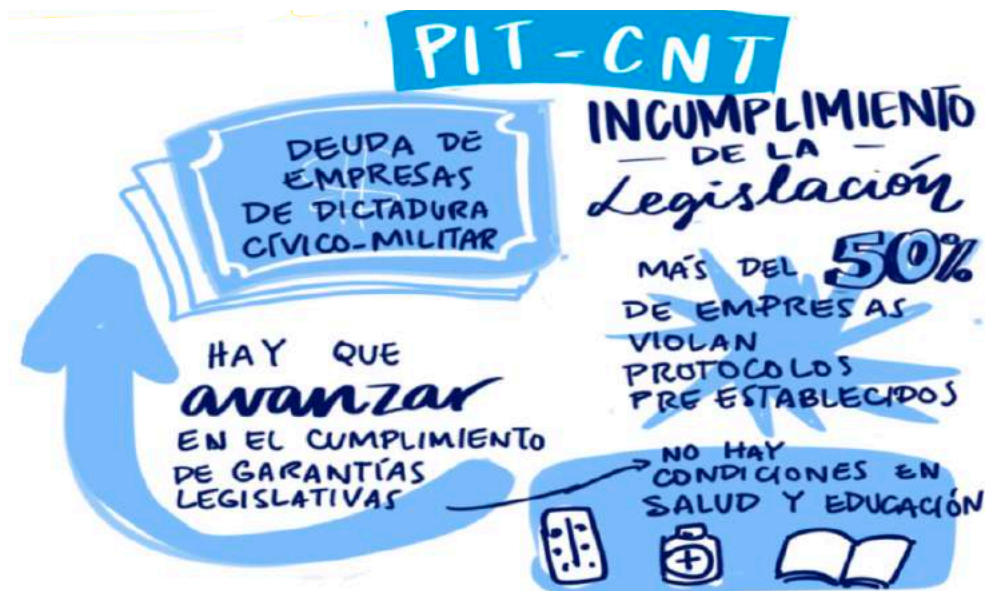 PIT-CNT
DEUDA DE
EMPRESAS
DE DICTADURA
CÍVICO-MILITAR
INCUMPLIMIENTO
- DE LA -
Legislación
MÁS DEL 50%
DE EMPRESAS
VIOLAN
PROTOCOLOS
PRE ESTABLECIDOS
HAY QUE
avanzar
EN EL CUMPLIMIENTO
DE GARANTÍAS
LEGISLATIVAS
NO HAY
CONDICIONES EN
SALUD Y EDUCACIÓN